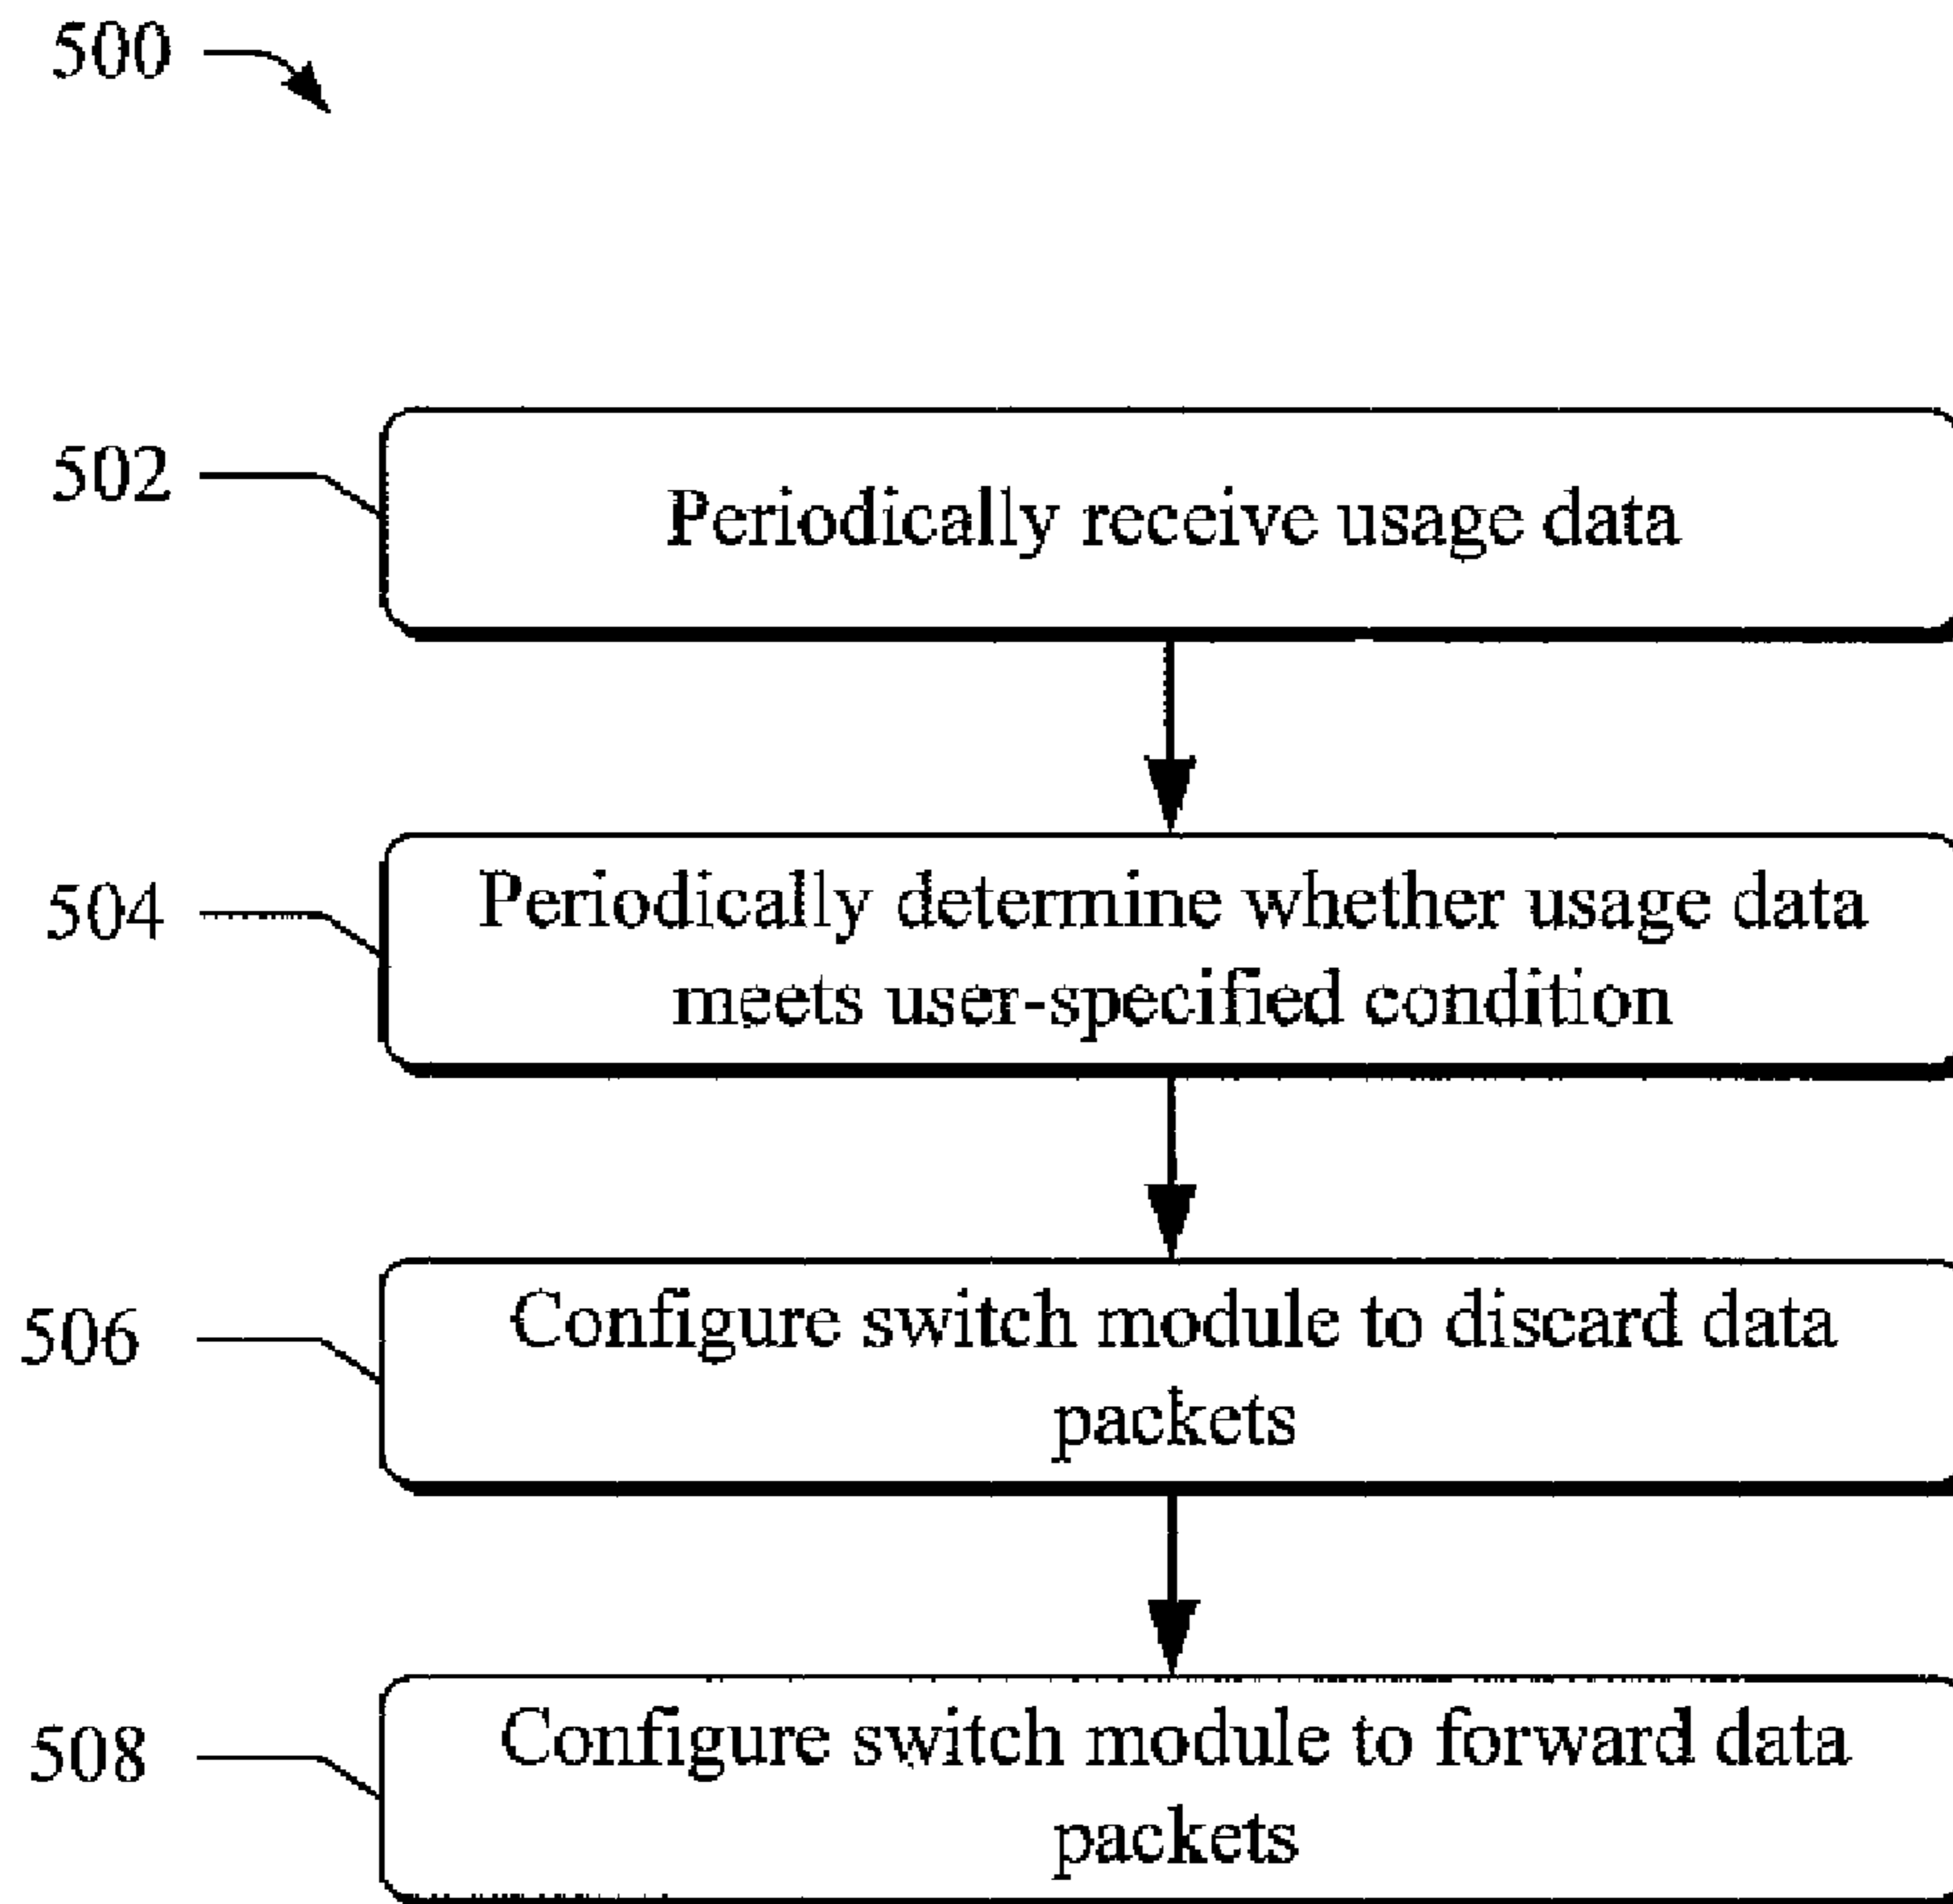 500
502
Periodically receive usage data
504
Periodically determine whether usage data
meets user-specified condition
506
Configure switch module to discard data
packets
508
Configure switch module to forward data
packets